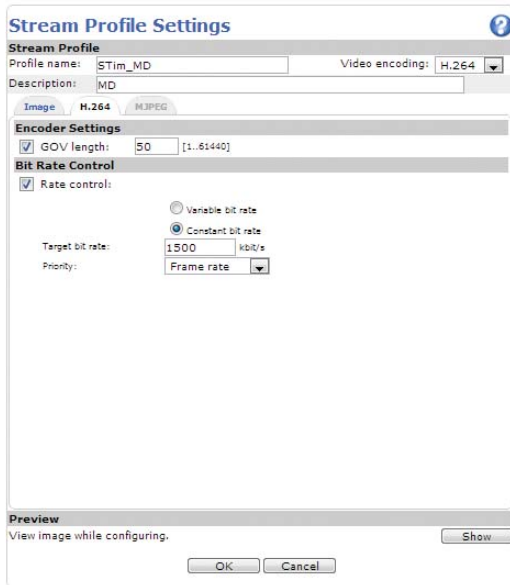 Stream Profile Settings
?
Stream Profile
Profile name: STim_MD Video encoding: H.264
Description: MD
Image H.264 MJPEG
Encoder Settings
GOV length: 50 [1..61440]
Bit Rate Control
Rate control:
Variable bit rate
Constant bit rate
Target bit rate: 1500 kbit/s
Priority: Frame rate
Preview
View image while configuring. Show
OK Cancel